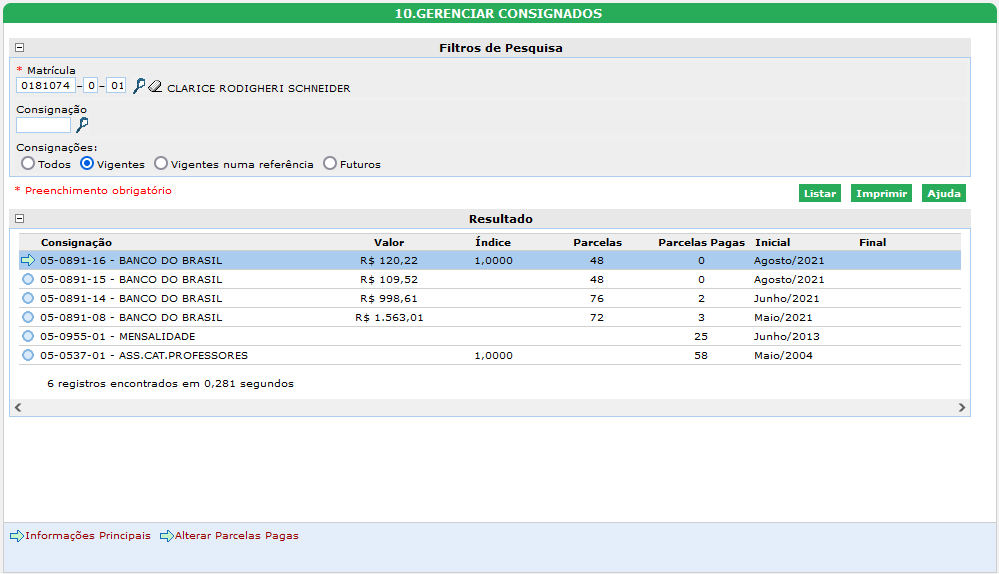 10.GERENCIAR CONSIGNADOS
Filtros de Pesquisa
* Matrícula
0181074 - 0 - 01 CLARICE RODIGHERI SCHNEIDER
Consignação
Consignações:
Todos Vigentes Vigentes numa referência Futuros
* Preenchimento obrigatório
Listar Imprimir Ajuda
Resultado
Consignação Valor Índice Parcelas Parcelas Pagas Inicial Final
05-0891-16 - BANCO DO BRASIL R$ 120,22 1,0000 48 0 Agosto/2021
05-0891-15 - BANCO DO BRASIL R$ 109,52 48 0 Agosto/2021
05-0891-14 - BANCO DO BRASIL R$ 998,61 76 2 Junho/2021
05-0891-08 - BANCO DO BRASIL R$ 1.563,01 72 3 Maio/2021
05-0955-01 - MENSALIDADE 25 Junho/2013
05-0537-01 - ASS.CAT.PROFESSORES 1,0000 58 Maio/2004
6 registros encontrados em 0,281 segundos
Informações Principais Alterar Parcelas Pagas